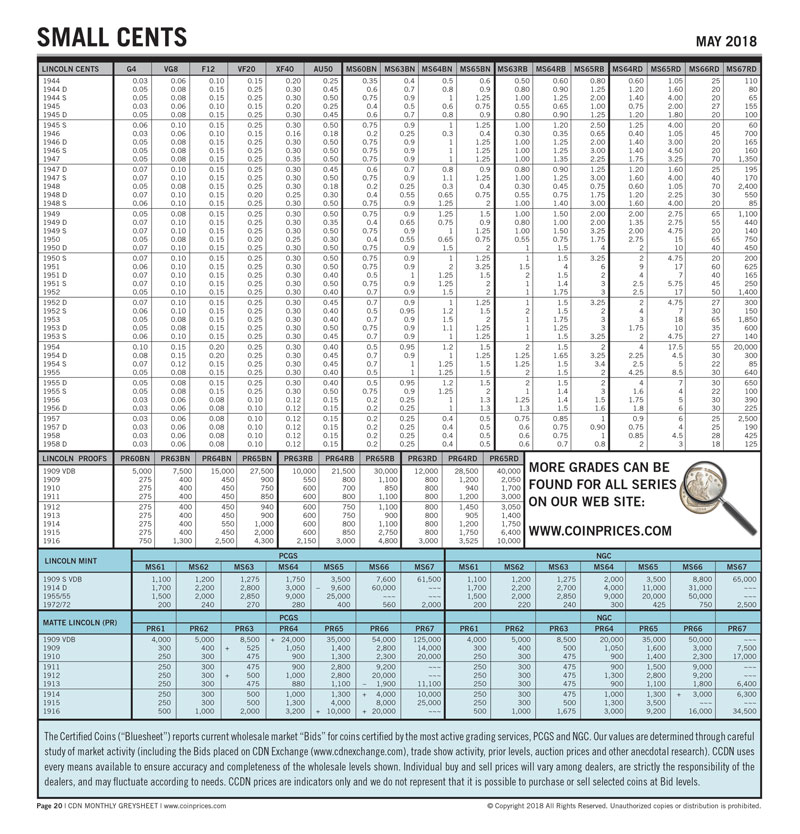 SMALL CENTS MAY 2018
LINCOLN CENTS G4 VG8 F12 VF20 XF40 AU50 MS60BN MS63BN MS64BN MS65BN MS63RB MS64RB MS65RB MS64RD MS65RD MS66RD MS67RD
1944 0.03 0.06 0.10 0.15 0.20 0.25 0.35 0.4 0.5 0.6 0.50 0.60 0.80 0.60 1.05 25 110
1944 D 0.05 0.08 0.15 0.25 0.30 0.45 0.6 0.7 0.8 0.9 0.80 0.90 1.25 1.20 1.60 20 80
1944 S 0.05 0.08 0.15 0.25 0.30 0.50 0.75 0.9 1 1.25 1.00 1.25 2.00 1.40 4.00 20 65
1945 0.03 0.06 0.10 0.15 0.20 0.25 0.4 0.5 0.6 0.75 0.55 0.65 1.00 0.75 2.00 27 155
1945 D 0.05 0.08 0.15 0.25 0.30 0.45 0.6 0.7 0.8 0.9 0.80 0.90 1.25 1.20 1.80 20 100
1945 S 0.06 0.10 0.15 0.25 0.30 0.50 0.75 0.9 1 1.25 1.00 1.20 2.50 1.25 4.00 20 60
1946 0.03 0.06 0.10 0.15 0.16 0.18 0.2 0.25 0.3 0.4 0.30 0.35 0.65 0.40 1.05 45 700
1946 D 0.05 0.08 0.15 0.25 0.30 0.50 0.75 0.9 1 1.25 1.00 1.25 2.00 1.40 3.00 20 165
1946 S 0.05 0.08 0.15 0.25 0.30 0.50 0.75 0.9 1 1.25 1.00 1.25 3.00 1.40 4.50 20 160
1947 0.05 0.08 0.15 0.25 0.35 0.50 0.75 0.9 1 1.25 1.00 1.35 2.25 1.75 3.25 70 1,350
1947 D 0.07 0.10 0.15 0.25 0.30 0.45 0.6 0.7 0.8 0.9 0.80 0.90 1.25 1.20 1.60 25 195
1947 S 0.07 0.10 0.15 0.25 0.30 0.50 0.75 0.9 1.1 1.25 1.00 1.25 3.00 1.60 4.00 40 170
1948 0.05 0.08 0.15 0.25 0.30 0.18 0.2 0.25 0.3 0.4 0.30 0.45 0.75 0.60 1.05 70 2,400
1948 D 0.07 0.10 0.15 0.20 0.25 0.30 0.4 0.55 0.65 0.75 0.55 0.75 1.75 1.20 2.25 30 550
1948 S 0.06 0.10 0.15 0.25 0.30 0.50 0.75 0.9 1.25 2 1.00 1.40 3.00 1.60 4.00 20 85
1949 0.05 0.08 0.15 0.25 0.30 0.50 0.75 0.9 1.25 1.5 1.00 1.50 2.00 2.00 2.75 65 1,100
1949 D 0.07 0.10 0.15 0.25 0.30 0.35 0.4 0.65 0.75 0.9 0.80 1.00 2.00 1.35 2.75 55 440
1949 S 0.07 0.10 0.15 0.25 0.30 0.50 0.75 0.9 1 1.25 1.00 1.50 3.25 2.00 4.75 20 140
1950 0.05 0.08 0.15 0.20 0.25 0.30 0.4 0.55 0.65 0.75 0.55 0.75 1.75 2.75 15 65 750
1950 D 0.07 0.10 0.15 0.25 0.30 0.50 0.75 0.9 1.5 2 1 1.5 4 2 10 40 450
1950 S 0.07 0.10 0.15 0.25 0.30 0.50 0.75 0.9 1 1.25 1 1.5 3.25 2 4.75 20 200
1951 0.06 0.10 0.15 0.25 0.30 0.50 0.75 0.9 2 3.25 1.5 4 6 9 17 60 625
1951 D 0.07 0.10 0.15 0.25 0.30 0.40 0.5 1 1.25 1.5 2 1.5 2 4 7 40 165
1951 S 0.07 0.10 0.15 0.25 0.30 0.50 0.75 0.9 1.25 2 1 1.4 3 2.5 5.75 45 250
1952 0.05 0.10 0.15 0.25 0.30 0.40 0.7 0.9 1.5 2 1 1.75 3 2.5 17 50 1,400
1952 D 0.07 0.10 0.15 0.25 0.30 0.45 0.7 0.9 1 1.25 1 1.5 3.25 2 4.75 27 300
1952 S 0.06 0.10 0.15 0.25 0.30 0.40 0.5 0.95 1.2 1.5 2 1.5 2 4 7 30 150
1953 0.05 0.08 0.15 0.25 0.30 0.40 0.7 0.9 1.5 2 1 1.75 3 3 18 65 1,850
1953 D 0.05 0.08 0.15 0.25 0.30 0.50 0.75 0.9 1.1 1.25 1 1.25 3 1.75 10 35 600
1953 S 0.06 0.10 0.15 0.25 0.30 0.45 0.7 0.9 1 1.25 1 1.5 3.25 2 4.75 27 140
1954 0.10 0.15 0.20 0.25 0.30 0.40 0.5 0.95 1.2 1.5 2 1.5 2 4 17.5 55 20,000
1954 D 0.08 0.15 0.20 0.25 0.30 0.45 0.7 0.9 1 1.25 1.25 1.65 3.25 2.25 4.5 30 300
1954 S 0.07 0.12 0.15 0.25 0.30 0.45 0.7 1 1.25 1.5 1.25 1.5 3.4 2.5 5 22 85
1955 0.05 0.08 0.15 0.25 0.30 0.40 0.5 1 1.25 1.5 2 1.5 2 4.25 8.5 30 640
1955 D 0.05 0.08 0.15 0.25 0.30 0.40 0.5 0.95 1.2 1.5 2 1.5 2 4 7 30 650
1955 S 0.05 0.08 0.15 0.25 0.30 0.50 0.75 0.9 1.25 2 1 1.4 3 1.6 4 22 100
1956 0.03 0.06 0.08 0.10 0.12 0.15 0.2 0.25 1 1.3 1.25 1.4 1.5 1.75 5 30 390
1956 D 0.03 0.06 0.08 0.10 0.12 0.15 0.2 0.25 1 1.3 1.3 1.5 1.6 1.8 6 30 225
1957 0.03 0.06 0.08 0.10 0.12 0.15 0.2 0.25 0.4 0.5 0.75 0.85 1 0.9 6 25 2,500
1957 D 0.03 0.06 0.08 0.10 0.12 0.15 0.2 0.25 0.4 0.5 0.6 0.75 0.90 0.75 4 25 190
1958 0.03 0.06 0.08 0.10 0.12 0.15 0.2 0.25 0.4 0.5 0.6 0.75 1 0.85 4.5 28 425
1958 D 0.03 0.06 0.08 0.10 0.12 0.15 0.2 0.25 0.4 0.5 0.6 0.7 0.8 2 3 18 125
LINCOLN PROOFS PR60BN PR63BN PR64BN PR65BN PR63RB PR64RB PR65RB PR63RD PR64RD PR65RD
1909 VDB 5,000 7,500 15,000 27,500 10,000 21,500 30,000 12,000 28,500 40,000
1909 275 400 450 900 550 800 1,100 800 1,200 2,050
1910 275 400 450 750 600 700 850 800 940 1,700
1911 275 400 450 850 600 800 1,100 800 1,200 3,000
1912 275 400 450 940 600 750 1,100 800 1,450 3,050
1913 275 400 450 900 600 750 900 800 905 1,400
1914 275 400 550 1,000 600 800 1,100 800 1,200 1,750
1915 275 400 450 2,000 600 850 2,750 800 1,750 6,400
1916 750 1,300 2,500 4,300 2,150 3,000 4,800 3,000 3,525 10,000
MORE GRADES CAN BE
FOUND FOR ALL SERIES
ON OUR WEB SITE:
WWW.COINPRICES.COM
LINCOLN MINT PCGS NGC
MS61 MS62 MS63 MS64 MS65 MS66 MS67 MS61 MS62 MS63 MS64 MS65 MS66 MS67
1909 S VDB 1,100 1,200 1,275 1,750 3,500 7,600 61,500 1,100 1,200 1,275 2,000 3,500 8,800 65,000
1914 D 1,700 2,200 2,800 3,000 – 9,600 60,000 ~~~ 1,700 2,200 2,700 4,000 11,000 31,000 ~~~
1955/55 1,500 2,000 2,850 9,000 25,000 ~~~ ~~~ 1,500 2,000 2,850 9,000 20,000 50,000 ~~~
1972/72 200 240 270 280 400 560 2,000 200 220 240 300 425 750 2,500
MATTE LINCOLN (PR) PCGS NGC
PR61 PR62 PR63 PR64 PR65 PR66 PR67 PR61 PR62 PR63 PR64 PR65 PR66 PR67
1909 VDB 4,000 5,000 8,500 + 24,000 35,000 54,000 125,000 4,000 5,000 8,500 20,000 35,000 50,000 ~~~
1909 300 400 + 525 1,050 1,400 2,800 14,000 300 400 500 1,050 1,600 3,000 7,500
1910 250 300 475 900 1,300 2,300 20,000 250 300 475 900 1,400 2,300 17,000
1911 250 300 475 900 2,800 9,200 ~~~ 250 300 475 900 1,500 9,000 ~~~
1912 250 300 + 500 1,000 2,800 20,000 ~~~ 250 300 475 1,300 2,800 9,200 ~~~
1913 250 300 475 880 1,100 – 1,900 11,100 250 300 475 900 1,100 1,800 6,400
1914 250 300 500 1,000 1,300 + 4,000 10,000 250 300 475 1,000 1,300 + 3,000 6,300
1915 250 300 500 1,300 4,000 8,000 25,000 250 300 500 1,300 3,500 ~~~ ~~~
1916 500 1,000 2,000 3,200 + 10,000 + 20,000 ~~~ 500 1,000 1,675 3,000 9,200 16,000 34,500
The Certified Coins (“Bluesheet”) reports current wholesale market “Bids” for coins certified by the most active grading services, PCGS and NGC. Our values are determined through careful
study of market activity (including the Bids placed on CDN Exchange (www.cdnexchange.com), trade show activity, prior levels, auction prices and other anecdotal research). CCDN uses
every means available to ensure accuracy and completeness of the wholesale levels shown. Individual buy and sell prices will vary among dealers, are strictly the responsibility of the
dealers, and may fluctuate according to needs. CCDN prices are indicators only and we do not represent that it is possible to purchase or sell selected coins at Bid levels.
Page 20 | CDN MONTHLY GREYSHEET | www.coinprices.com © Copyright 2018 All Rights Reserved. Unauthorized copies or distribution is prohibited.